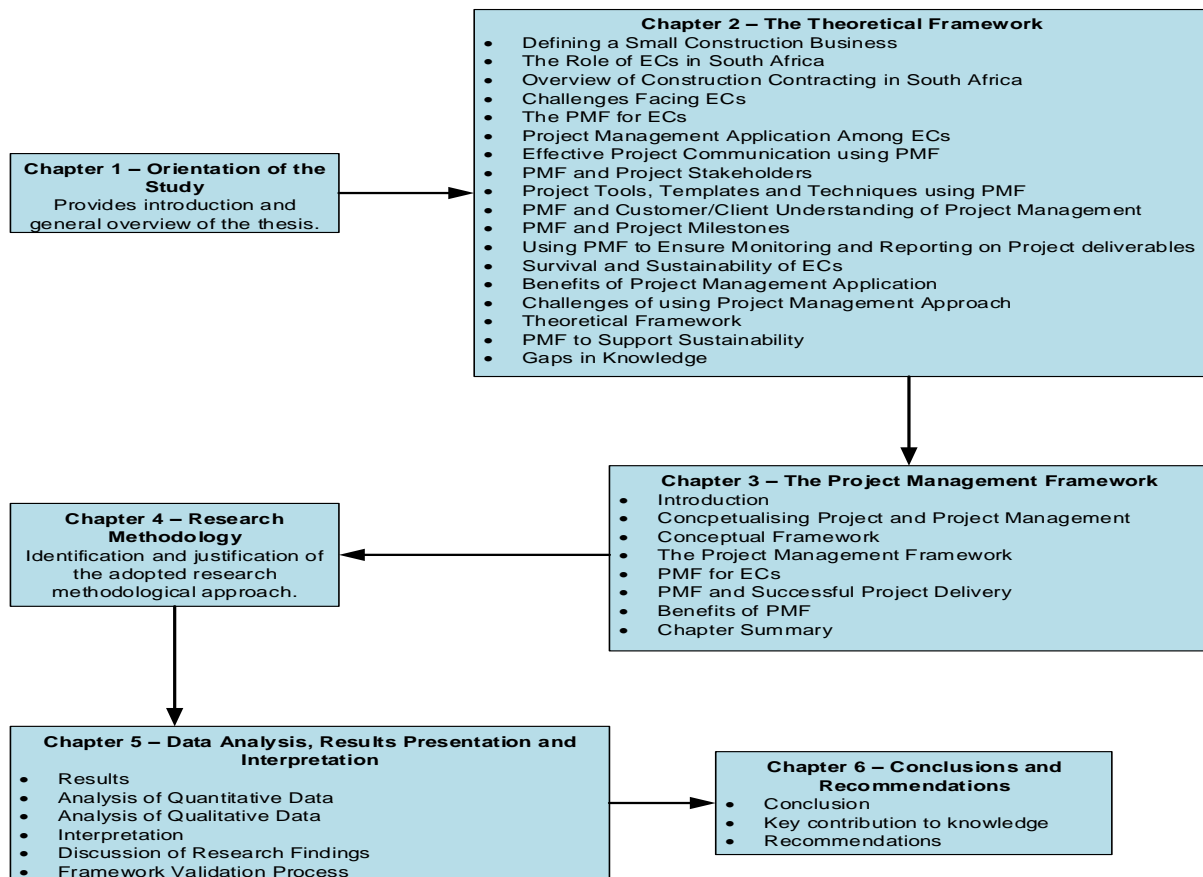 Chapter 1 – Orientation of the
Study
Provides introduction and
general overview of the thesis.
Chapter 2 – The Theoretical Framework
• Defining a Small Construction Business
• The Role of ECs in South Africa
• Overview of Construction Contracting in South Africa
• Challenges Facing ECs
• The PMF for ECs
• Project Management Application Among ECs
• Effective Project Communication using PMF
• PMF and Project Stakeholders
• Project Tools, Templates and Techniques using PMF
• PMF and Customer/Client Understanding of Project Management
• PMF and Project Milestones
• Using PMF to Ensure Monitoring and Reporting on Project deliverables
• Survival and Sustainability of ECs
• Benefits of Project Management Application
• Challenges of using Project Management Approach
• Theoretical Framework
• PMF to Support Sustainability
• Gaps in Knowledge
Chapter 3 – The Project Management Framework
• Introduction
• Concpetualising Project and Project Management
• Conceptual Framework
• The Project Management Framework
• PMF for ECs
• PMF and Successful Project Delivery
• Benefits of PMF
• Chapter Summary
Chapter 4 – Research
Methodology
Identification and justification of
the adopted research
methodological approach.
Chapter 5 – Data Analysis, Results Presentation and
Interpretation
• Results
• Analysis of Quantitative Data
• Analysis of Qualitative Data
• Interpretation
• Discussion of Research Findings
• Framework Validation Process
Chapter 6 – Conclusions and
Recommendations
• Conclusion
• Key contribution to knowledge
• Recommendations